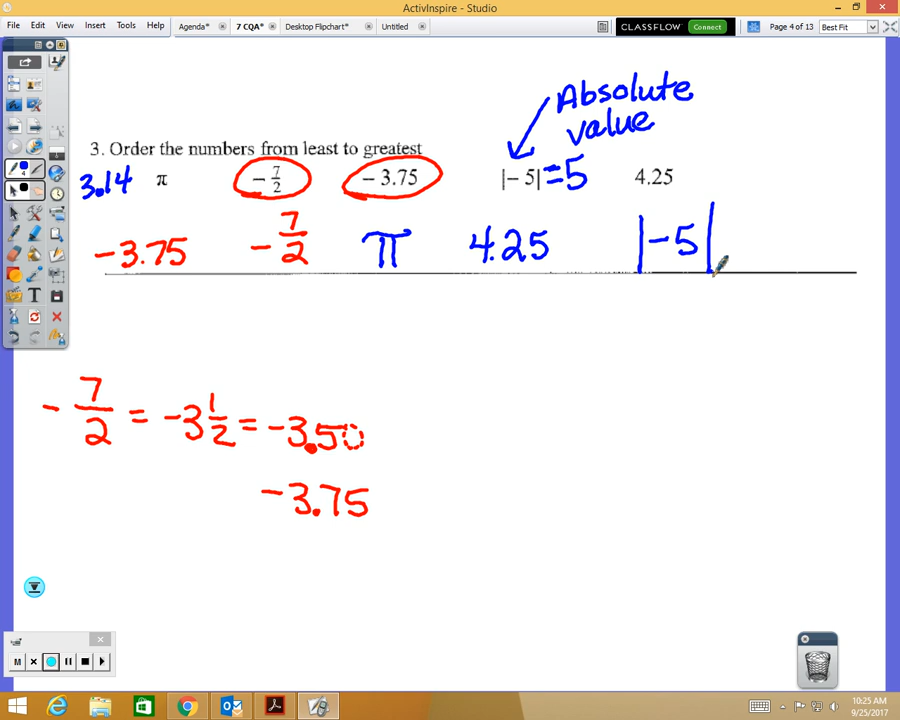 ActivInspire - Studio
File Edit View Insert Tools Help
Agenda* 7 CQA* Desktop Flipchart* Untitled
CLASSFLOW Connect
Page 4 of 13
Best Fit
Absolute
value
3. Order the numbers from least to greatest
3.14 π - 7/2 - 3.75 |- 5| = 5 4.25
-3.75 - 7/2 π 4.25 |-5|
- 7/2 = -3 1/2 = -3.50
-3.75
M
10:25 AM
9/25/2017